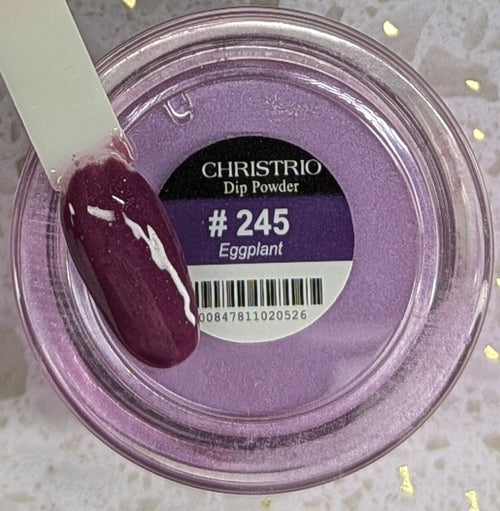 CHRISTRIO
Dip Powder
# 245
Eggplant
00847811020526